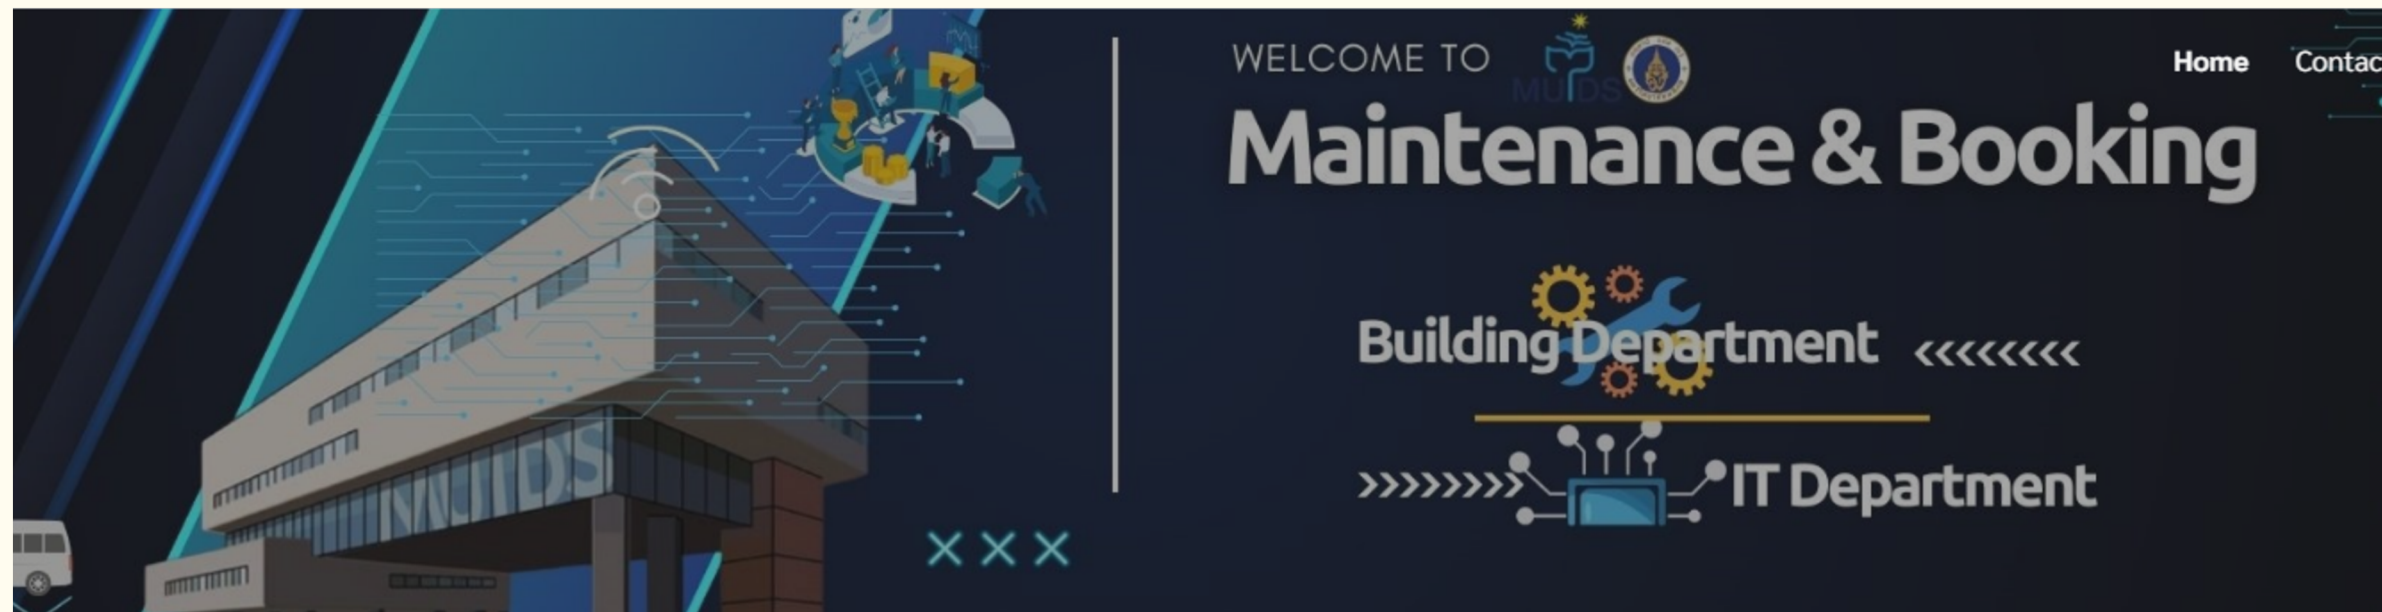 WELCOME TO
MUIDS
Home
Contac
Maintenance & Booking
Building Department
IT Department
MUIDS